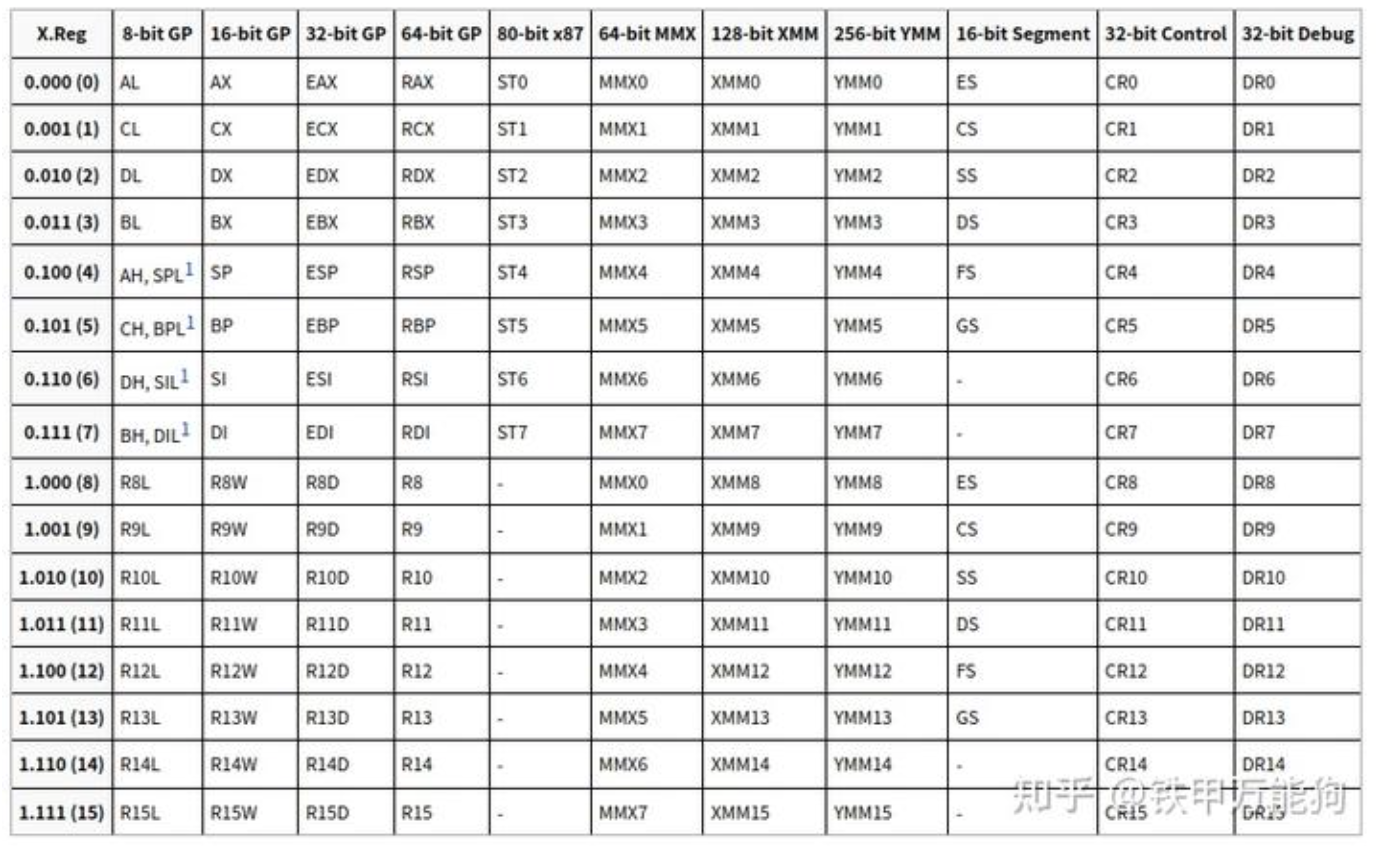 X.Reg 8-bit GP 16-bit GP 32-bit GP 64-bit GP 80-bit x87 64-bit MMX 128-bit XMM 256-bit YMM 16-bit Segment 32-bit Control 32-bit Debug
0.000 (0) AL AX EAX RAX ST0 MMX0 XMM0 YMM0 ES CR0 DR0
0.001 (1) CL CX ECX RCX ST1 MMX1 XMM1 YMM1 CS CR1 DR1
0.010 (2) DL DX EDX RDX ST2 MMX2 XMM2 YMM2 SS CR2 DR2
0.011 (3) BL BX EBX RBX ST3 MMX3 XMM3 YMM3 DS CR3 DR3
0.100 (4) AH, SPL1 SP ESP RSP ST4 MMX4 XMM4 YMM4 FS CR4 DR4
0.101 (5) CH, BPL1 BP EBP RBP ST5 MMX5 XMM5 YMM5 GS CR5 DR5
0.110 (6) DH, SIL1 SI ESI RSI ST6 MMX6 XMM6 YMM6 - CR6 DR6
0.111 (7) BH, DIL1 DI EDI RDI ST7 MMX7 XMM7 YMM7 - CR7 DR7
1.000 (8) R8L R8W R8D R8 - MMX0 XMM8 YMM8 ES CR8 DR8
1.001 (9) R9L R9W R9D R9 - MMX1 XMM9 YMM9 CS CR9 DR9
1.010 (10) R10L R10W R10D R10 - MMX2 XMM10 YMM10 SS CR10 DR10
1.011 (11) R11L R11W R11D R11 - MMX3 XMM11 YMM11 DS CR11 DR11
1.100 (12) R12L R12W R12D R12 - MMX4 XMM12 YMM12 FS CR12 DR12
1.101 (13) R13L R13W R13D R13 - MMX5 XMM13 YMM13 GS CR13 DR13
1.110 (14) R14L R14W R14D R14 - MMX6 XMM14 YMM14 - CR14 DR14
1.111 (15) R15L R15W R15D R15 - MMX7 XMM15 YMM15 - CR15 DR15
知乎 @铁甲万能狗